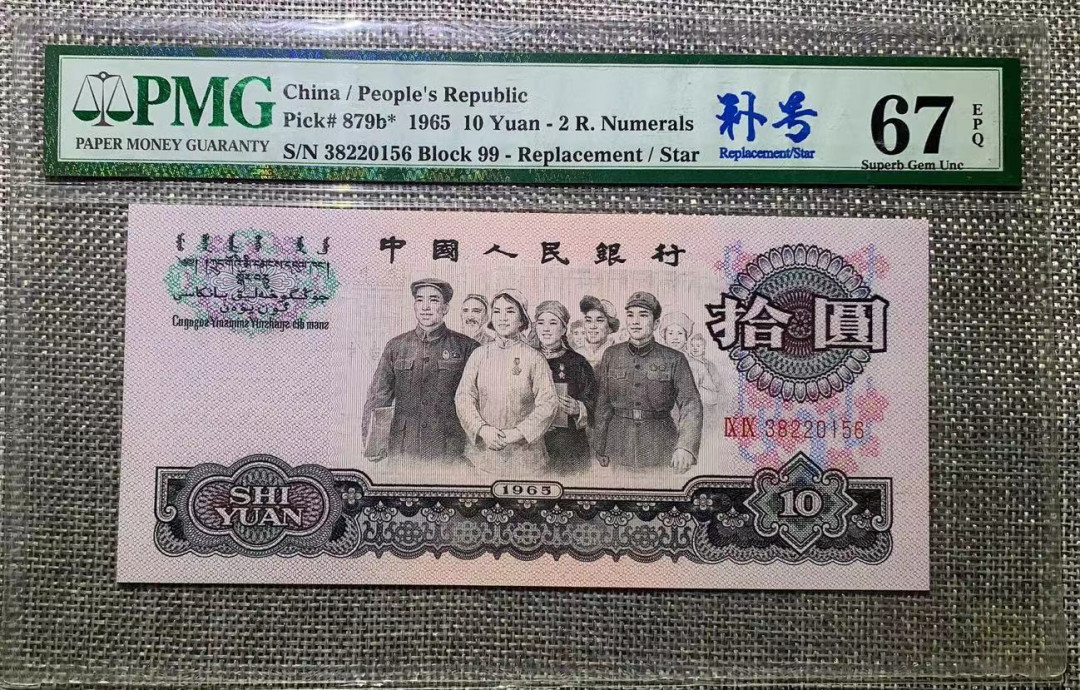 PMG
PAPER MONEY GUARANTY
China / People's Republic
Pick# 879b* 1965 10 Yuan - 2 R. Numerals
S/N 38220156 Block 99 - Replacement / Star
补号
Replacement/Star
67
EPQ
Superb Gem Unc
中國人民銀行
拾圓
ⅨⅨ 38220156
1965
SHI
YUAN
10